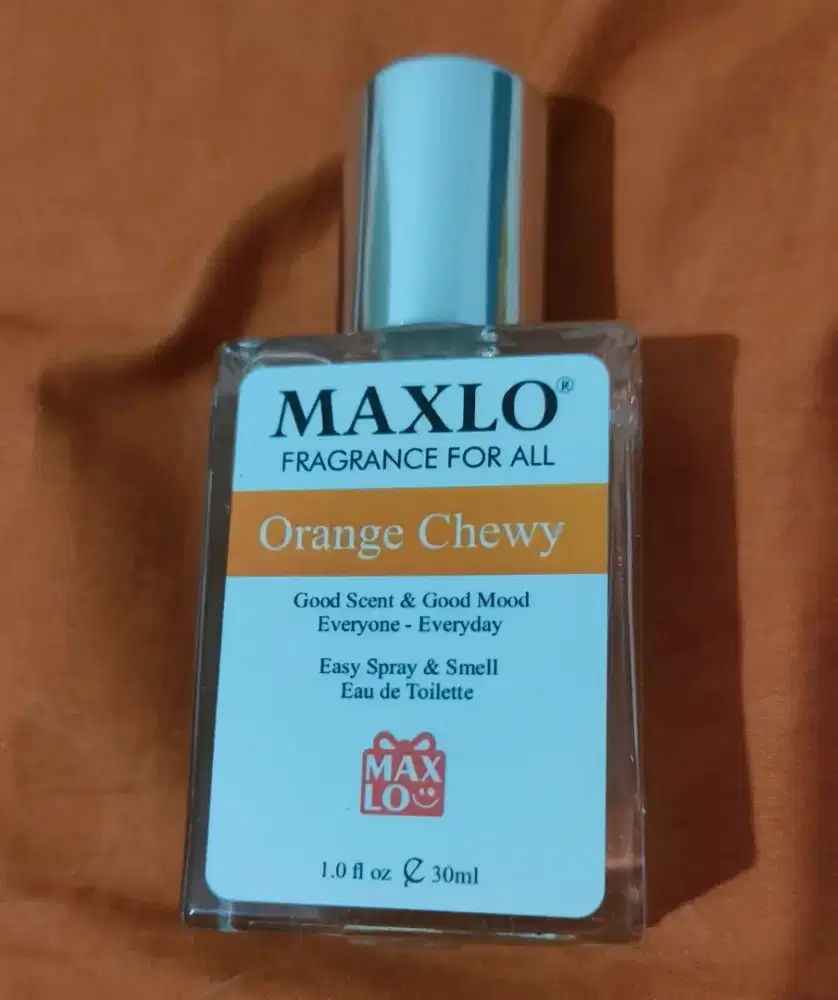 MAXLO®
FRAGRANCE FOR ALL
Orange Chewy
Good Scent & Good Mood
Everyone - Everyday
Easy Spray & Smell
Eau de Toilette
MAX
LO
1.0 fl oz ℮ 30ml